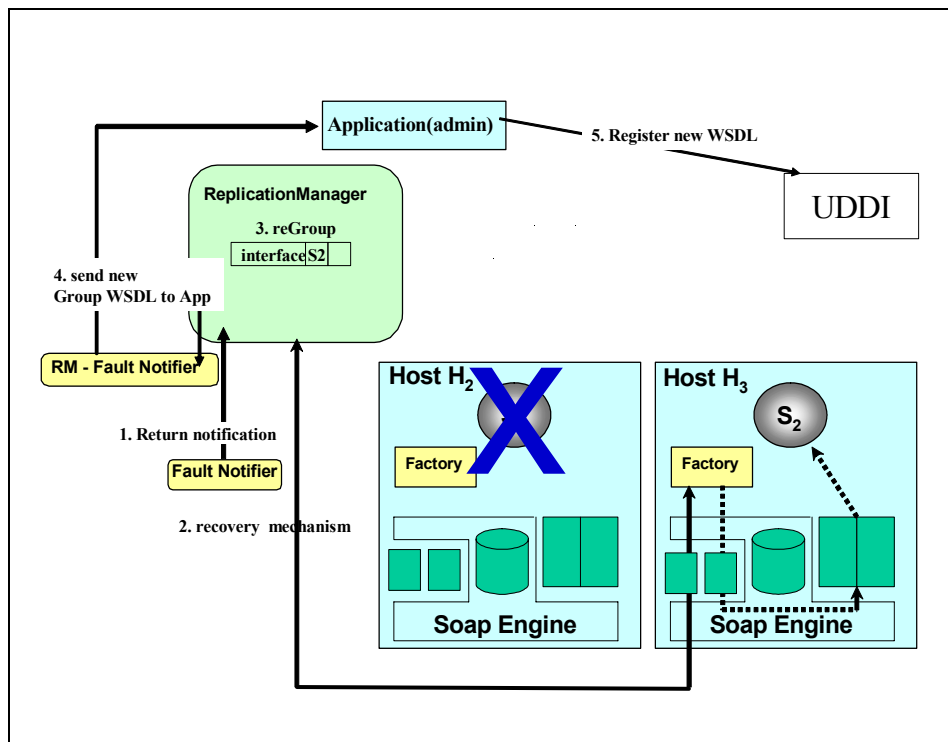 Application(admin)
5. Register new WSDL
UDDI
ReplicationManager
3. reGroup
interface S2
4. send new
Group WSDL to App
RM - Fault Notifier
1. Return notification
Fault Notifier
2. recovery mechanism
Host H2
Factory
Soap Engine
Host H3
S2
Factory
Soap Engine